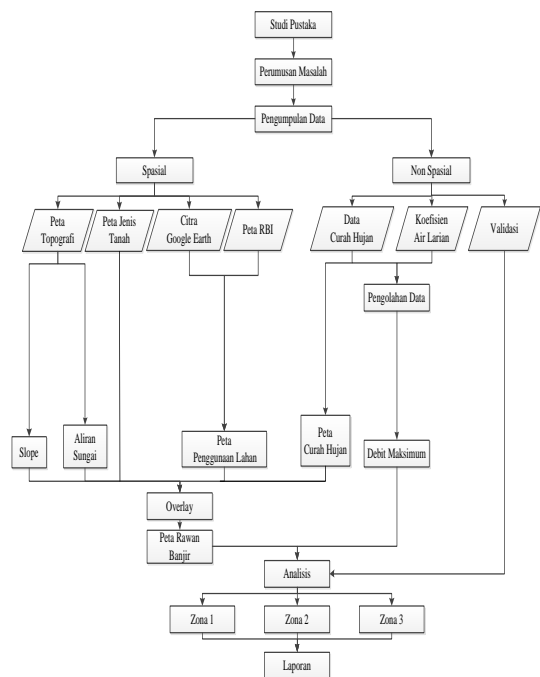 Studi Pustaka
Perumusan Masalah
Pengumpulan Data
Spasial
Non Spasial
Peta
Topografi
Peta Jenis
Tanah
Citra
Google Earth
Peta RBI
Data
Curah Hujan
Koefisien
Air Larian
Validasi
Pengolahan Data
Slope
Aliran
Sungai
Peta
Penggunaan Lahan
Peta
Curah Hujan
Debit Maksimum
Overlay
Peta Rawan
Banjir
Analisis
Zona 1
Zona 2
Zona 3
Laporan